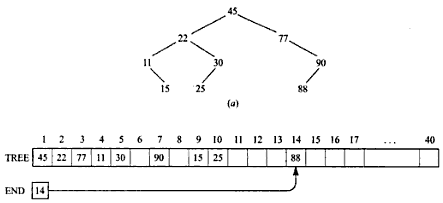 45
22 77
11 30 90
15 25 88
(a)
1 2 3 4 5 6 7 8 9 10 11 12 13 14 15 16 17 ... 40
TREE 45 22 77 11 30 90 15 25 88
END 14